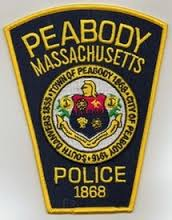 PEABODY
MASSACHUSETTS
SOUTH DANVERS 1855 • TOWN OF PEABODY 1868 • CITY OF PEABODY 1916
POLICE
1868